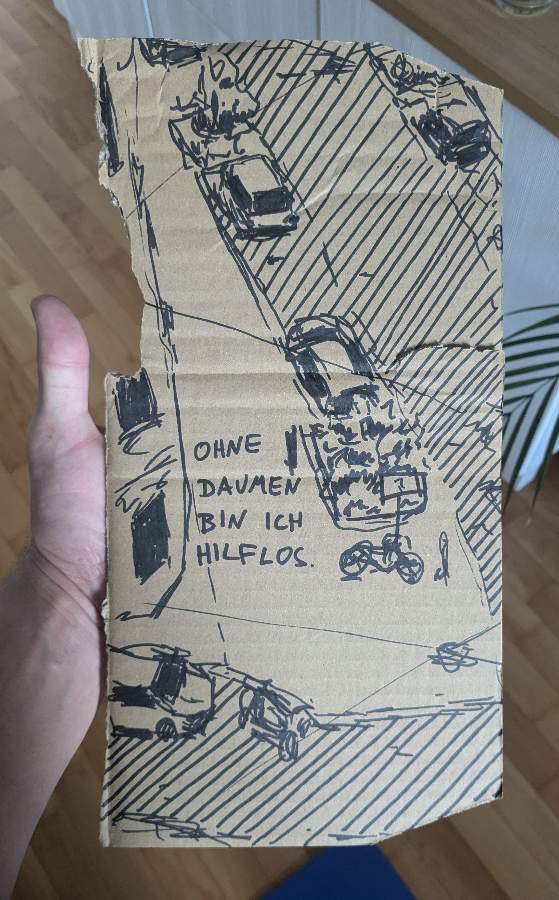 OHNE
DAUMEN
BIN ICH
HILFLOS.